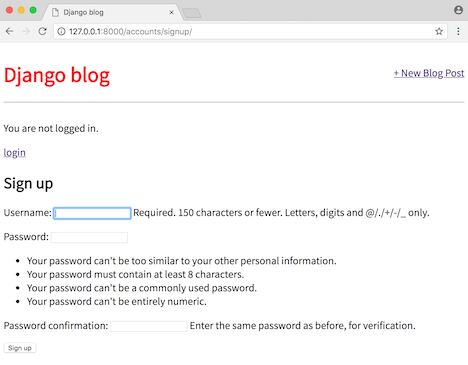 Django blog
127.0.0.1:8000/accounts/signup/
Django blog
+ New Blog Post
You are not logged in.
login
Sign up
Username: Required. 150 characters or fewer. Letters, digits and @/./+/-/_ only.
Password:
Your password can't be too similar to your other personal information.
Your password must contain at least 8 characters.
Your password can't be a commonly used password.
Your password can't be entirely numeric.
Password confirmation: Enter the same password as before, for verification.
Sign up